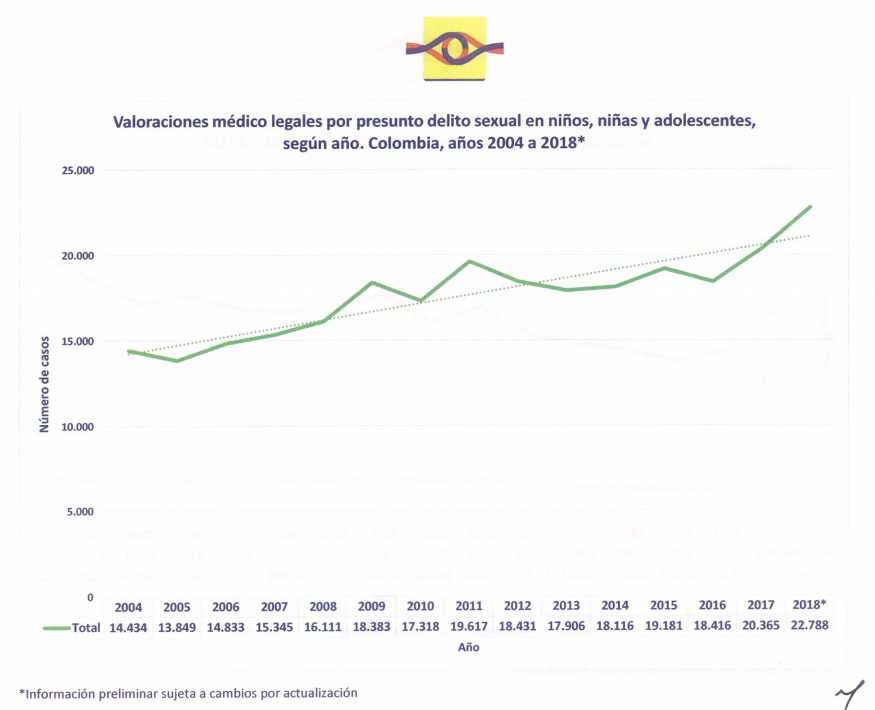 Valoraciones médico legales por presunto delito sexual en niños, niñas y adolescentes,
según año. Colombia, años 2004 a 2018*
25.000
20.000
15.000
10.000
5.000
0
Número de casos
2004 2005 2006 2007 2008 2009 2010 2011 2012 2013 2014 2015 2016 2017 2018*
Total 14.434 13.849 14.833 15.345 16.111 18.383 17.318 19.617 18.431 17.906 18.116 19.181 18.416 20.365 22.788
Año
*Información preliminar sujeta a cambios por actualización